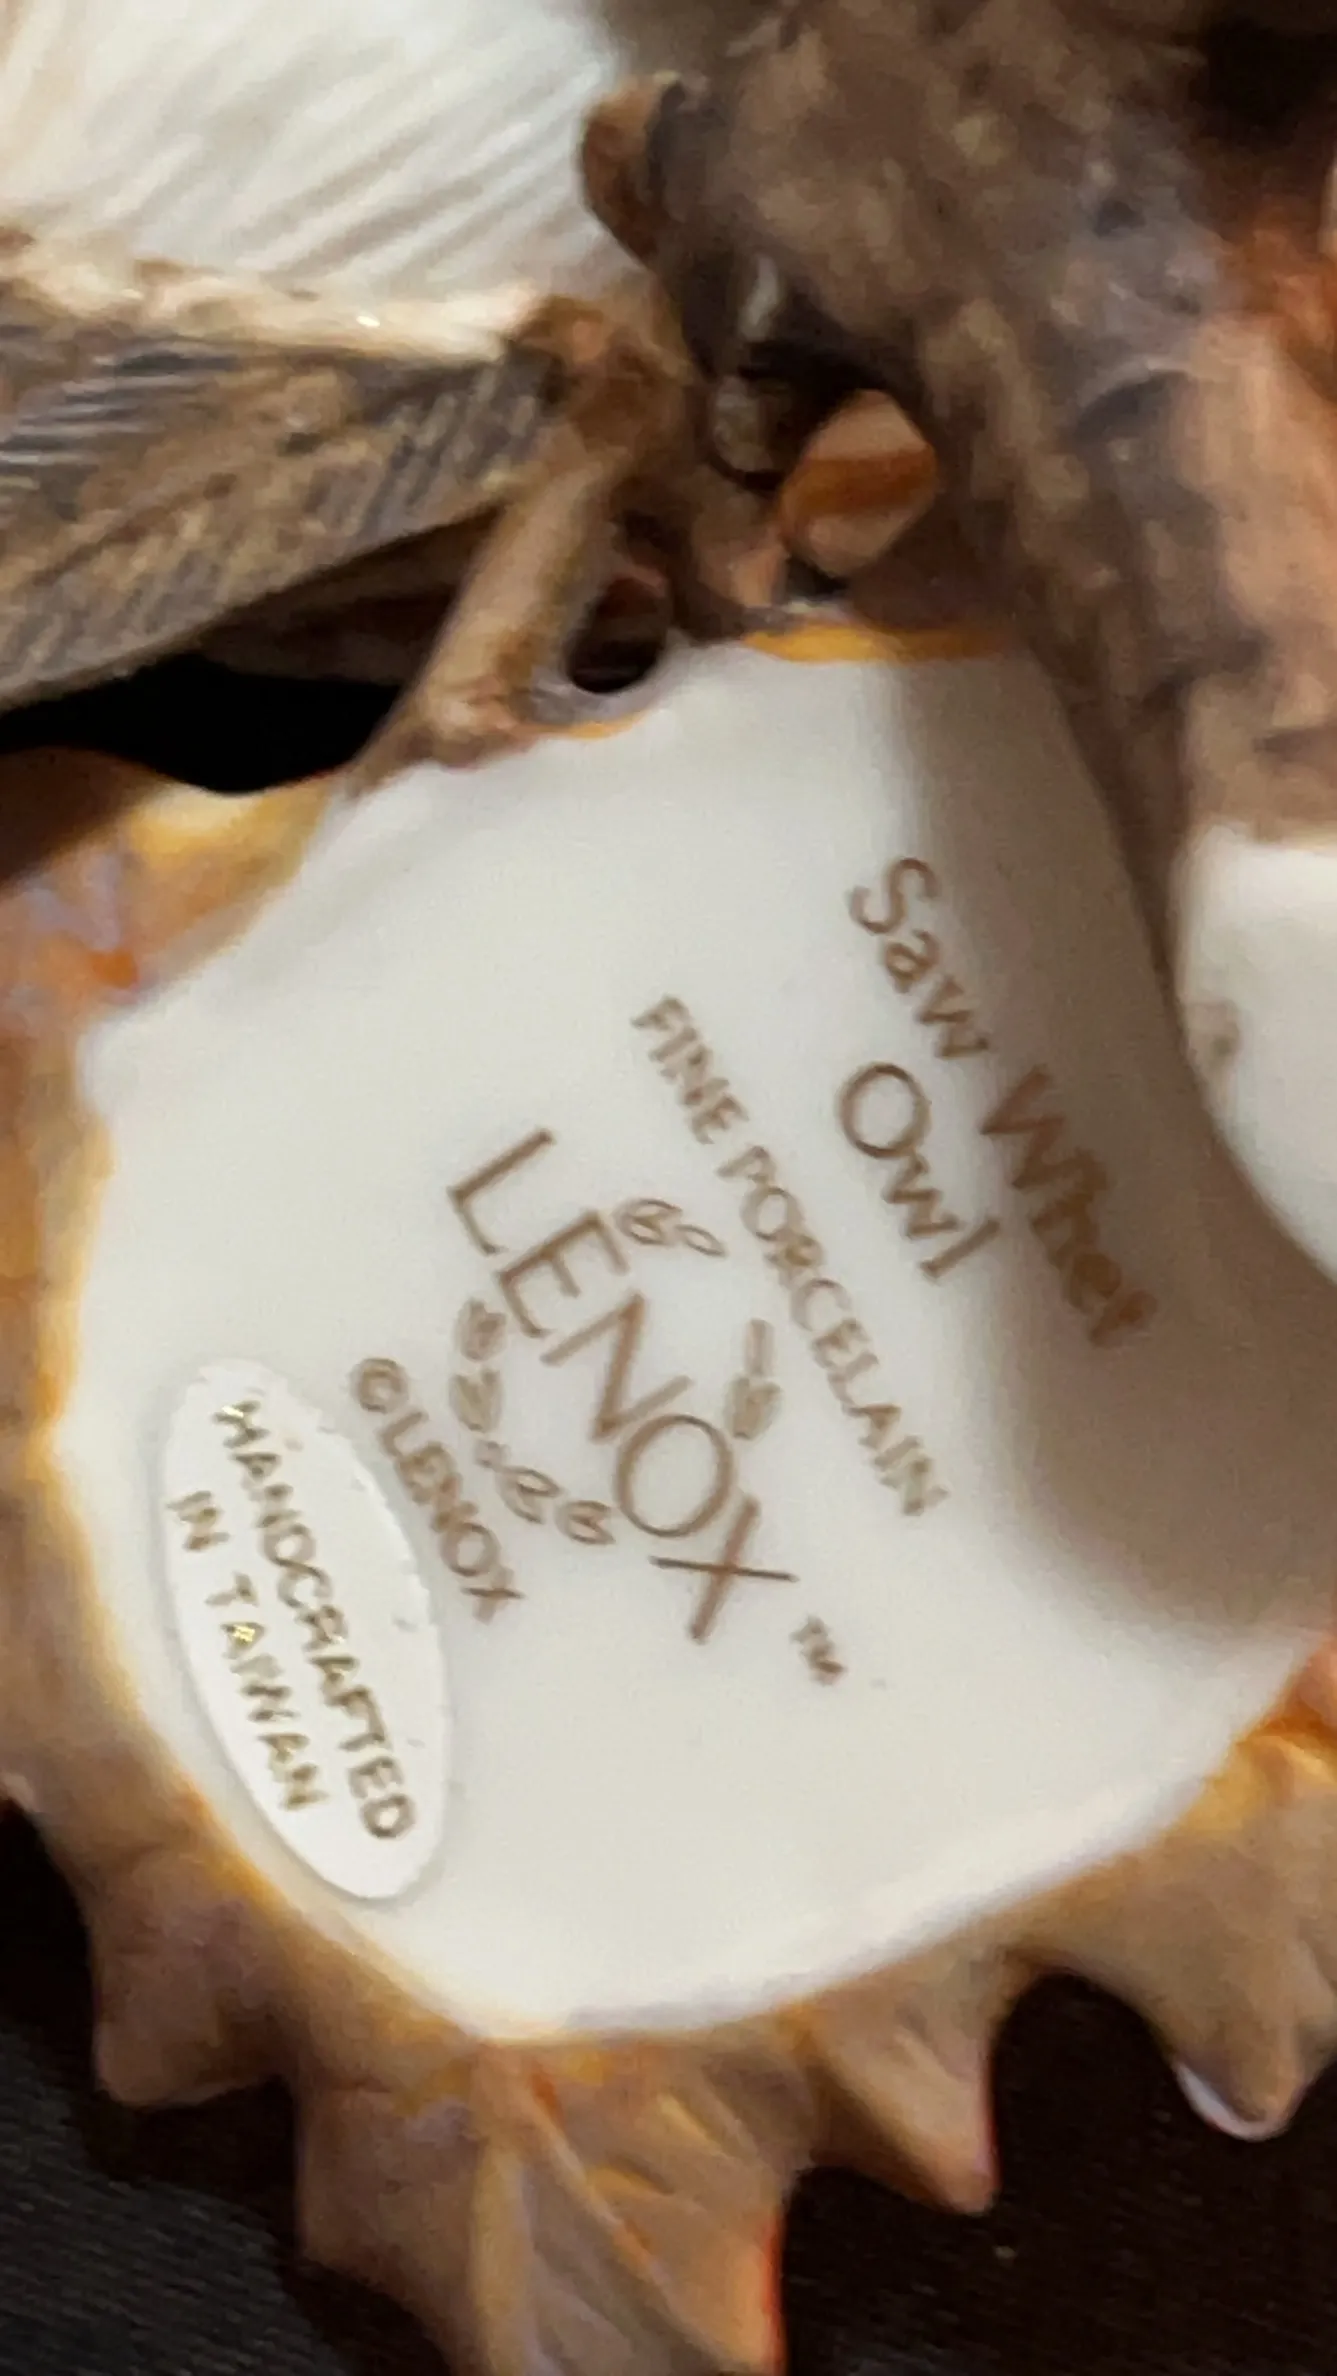 Saw Whet
Owl
FINE PORCELAIN
LENOX™
©LENOX
HANDCRAFTED
IN TAIWAN